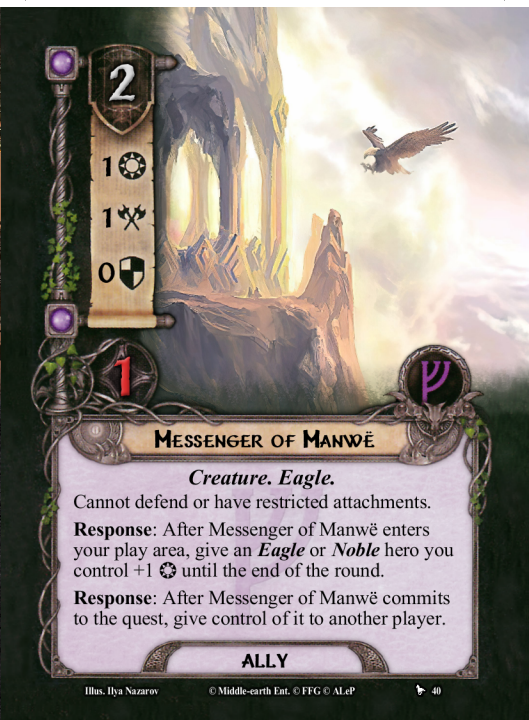 2
1
1
0
1
Messenger of Manwë
Creature. Eagle.
Cannot defend or have restricted attachments.
Response: After Messenger of Manwë enters
your play area, give an Eagle or Noble hero you
control +1 until the end of the round.
Response: After Messenger of Manwë commits
to the quest, give control of it to another player.
ALLY
Illus. Ilya Nazarov © Middle-earth Ent. © FFG © ALeP 40